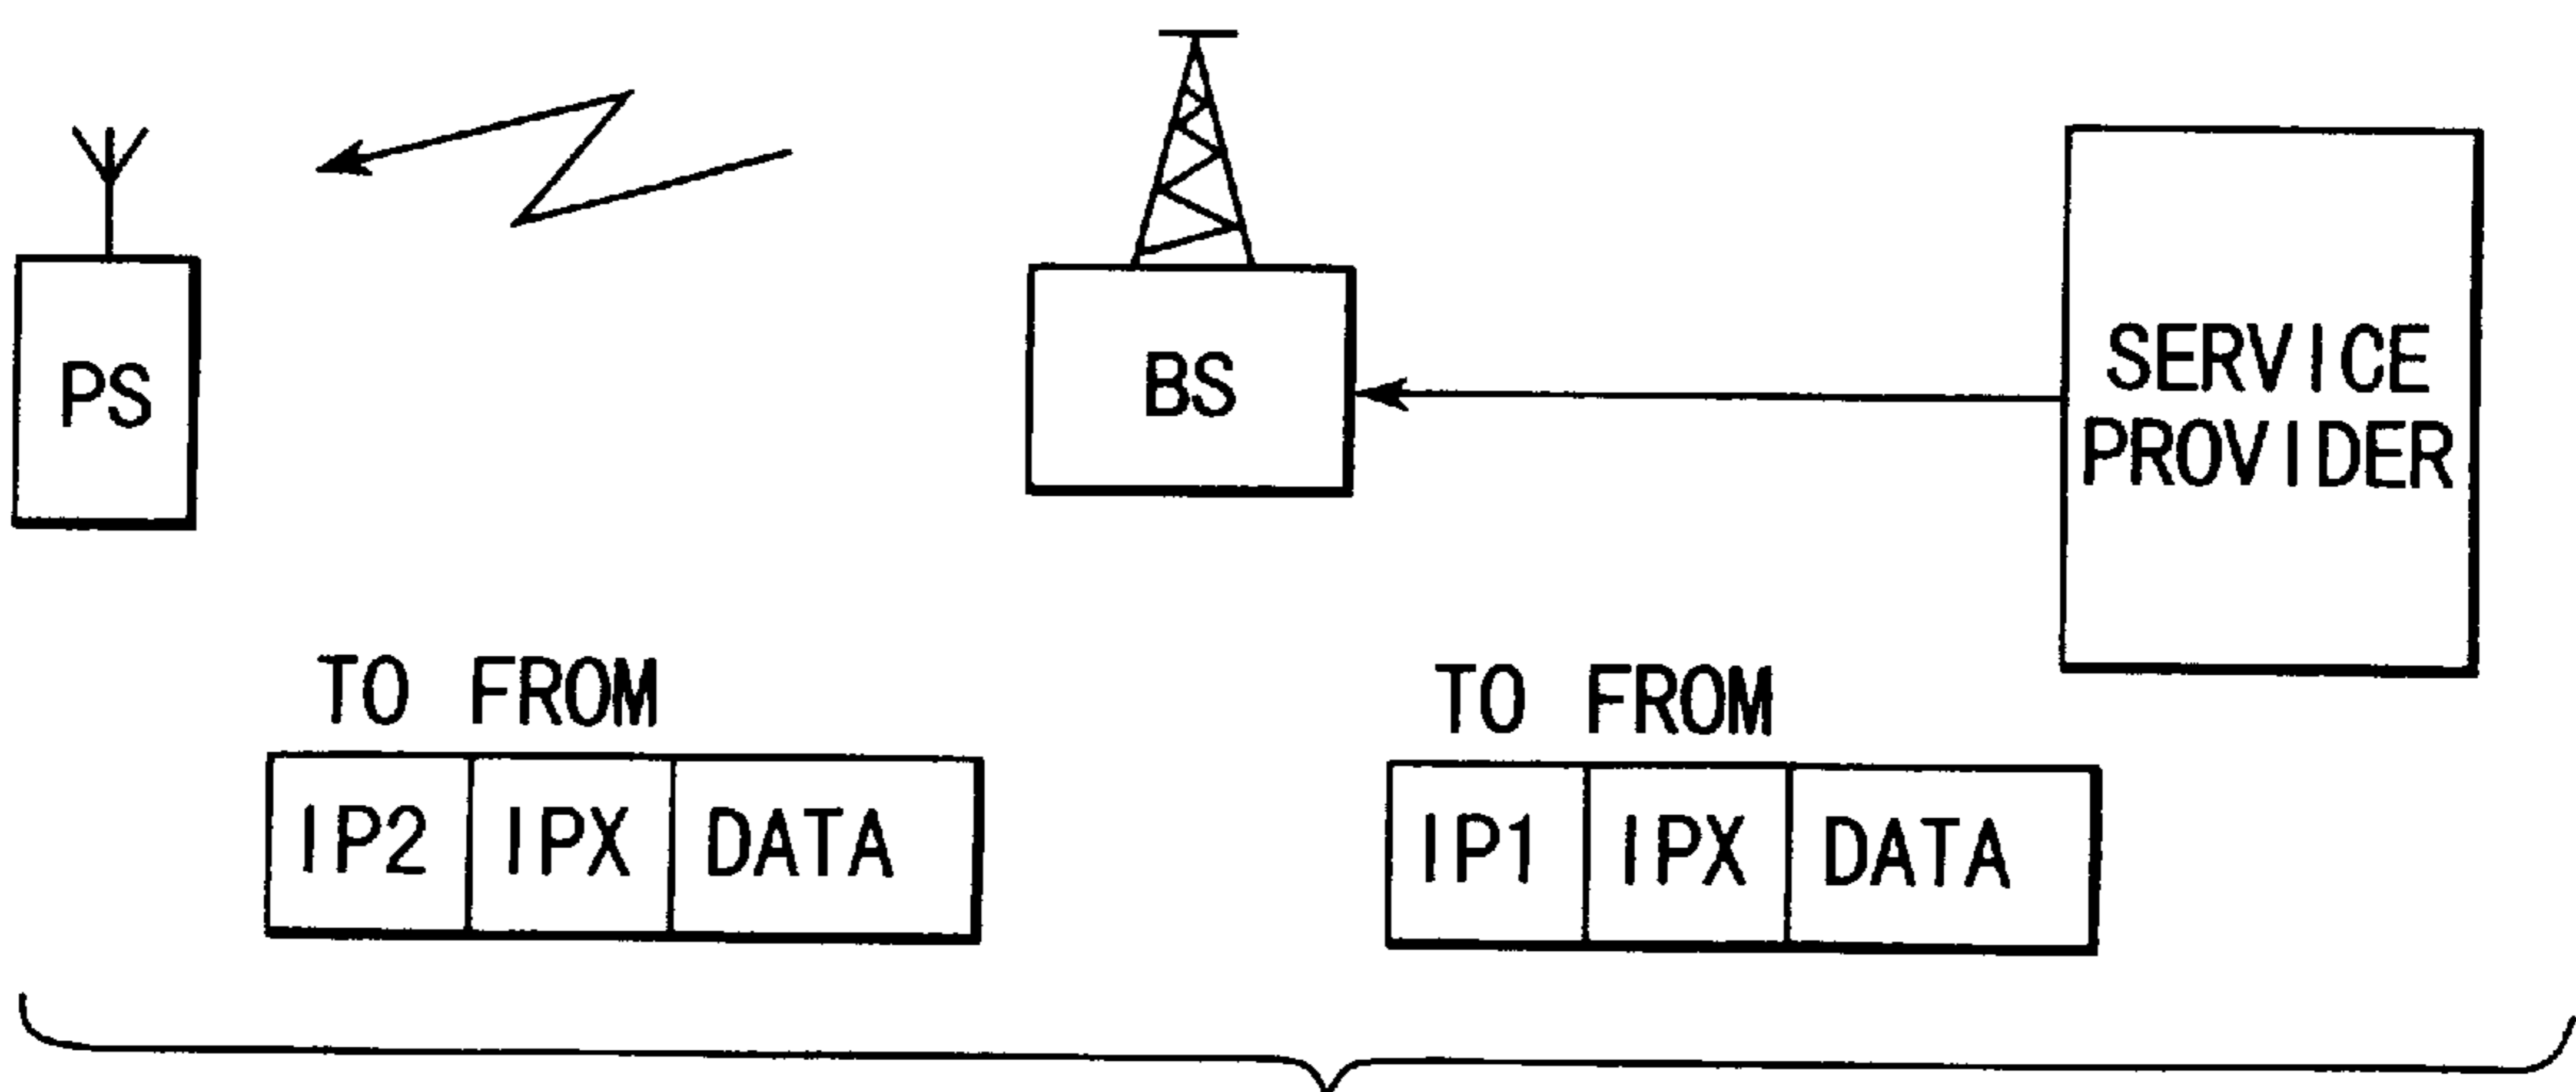 PS
BS
SERVICE
PROVIDER
TO FROM
IP2 IPX DATA
TO FROM
IP1 IPX DATA